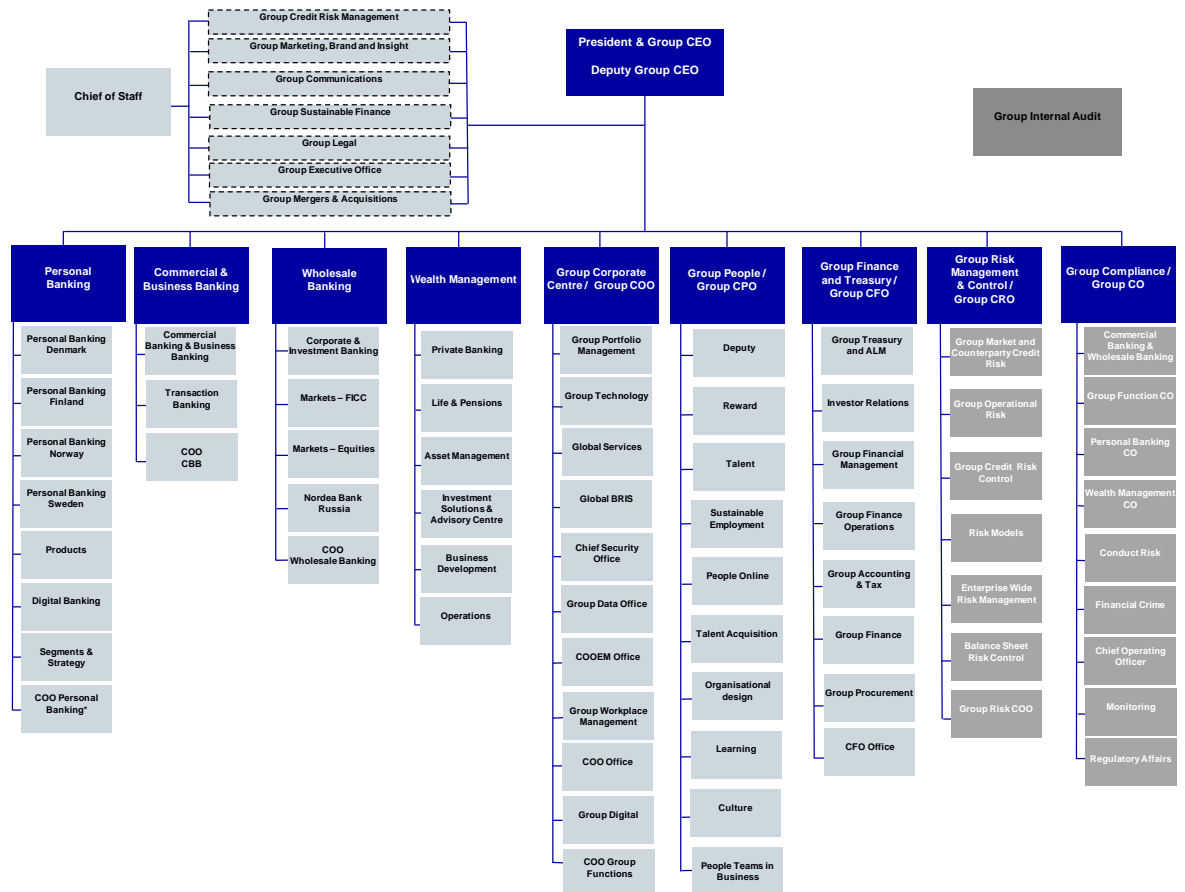 Group Credit Risk Management
Group Marketing, Brand and Insight
Group Communications
Group Sustainable Finance
Group Legal
Group Executive Office
Group Mergers & Acquisitions
Chief of Staff
President & Group CEO
Deputy Group CEO
Group Internal Audit
Personal
Banking
Personal Banking
Denmark
Personal Banking
Finland
Personal Banking
Norway
Personal Banking
Sweden
Products
Digital Banking
Segments &
Strategy
COO Personal
Banking*
Commercial &
Business Banking
Commercial
Banking & Business
Banking
Transaction
Banking
COO
CBB
Wholesale
Banking
Corporate &
Investment Banking
Markets – FICC
Markets – Equities
Nordea Bank
Russia
COO
Wholesale Banking
Wealth Management
Private Banking
Life & Pensions
Asset Management
Investment
Solutions &
Advisory Centre
Business
Development
Operations
Group Corporate
Centre / Group COO
Group Portfolio
Management
Group Technology
Global Services
Global BRIS
Chief Security
Office
Group Data Office
COOEM Office
Group Workplace
Management
COO Office
Group Digital
COO Group
Functions
Group People /
Group CPO
Deputy
Reward
Talent
Sustainable
Employment
People Online
Talent Acquisition
Organisational
design
Learning
Culture
People Teams in
Business
Group Finance
and Treasury /
Group CFO
Group Treasury
and ALM
Investor Relations
Group Financial
Management
Group Finance
Operations
Group Accounting
& Tax
Group Finance
Group Procurement
CFO Office
Group Risk
Management
& Control /
Group CRO
Group Market and
Counterparty Credit
Risk
Group Operational
Risk
Group Credit Risk
Control
Risk Models
Enterprise Wide
Risk Management
Balance Sheet
Risk Control
Group Risk COO
Group Compliance /
Group CO
Commercial
Banking &
Wholesale Banking
Group Function CO
Personal Banking
CO
Wealth Management
CO
Conduct Risk
Financial Crime
Chief Operating
Officer
Monitoring
Regulatory Affairs